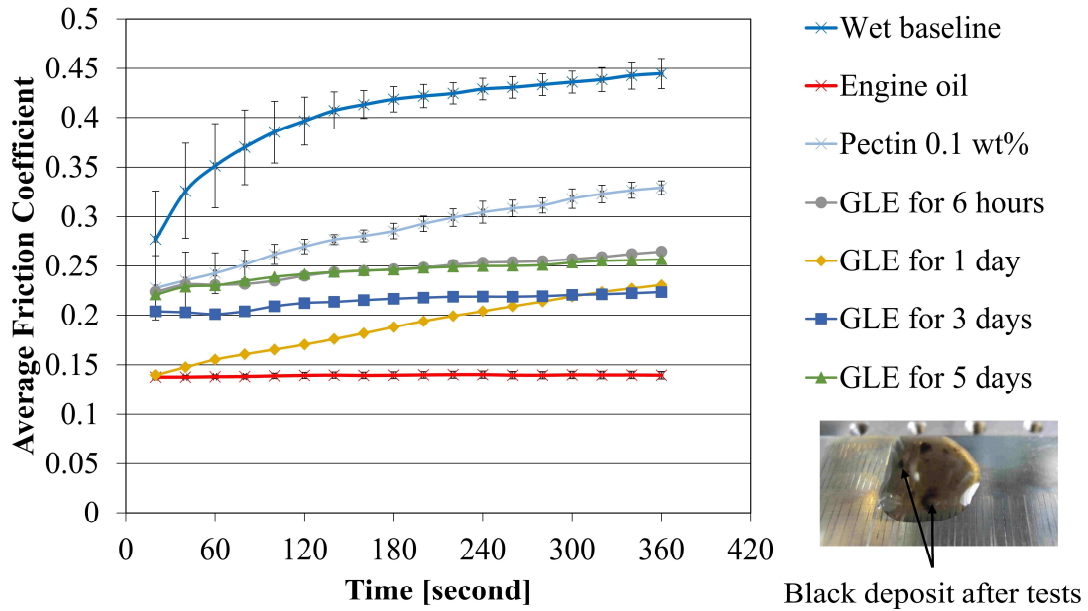 Average Friction Coefficient
0.5
0.45
0.4
0.35
0.3
0.25
0.2
0.15
0.1
0.05
0
0 60 120 180 240 300 360 420
Time [second]
Wet baseline
Engine oil
Pectin 0.1 wt%
GLE for 6 hours
GLE for 1 day
GLE for 3 days
GLE for 5 days
Black deposit after tests